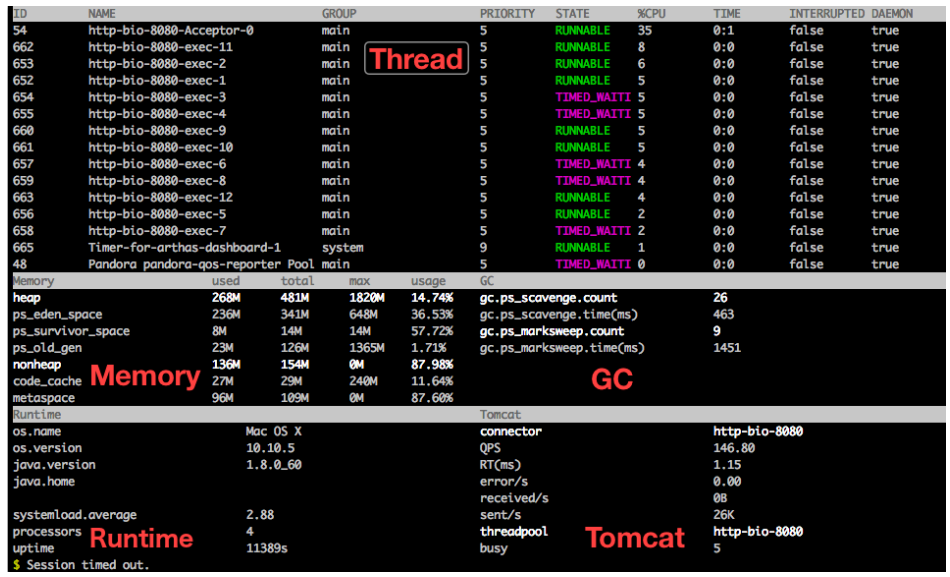 ID NAME GROUP PRIORITY STATE %CPU TIME INTERRUPTED DAEMON
54 http-bio-8080-Acceptor-0 main 5 RUNNABLE 35 0:1 false true
662 http-bio-8080-exec-11 main 5 RUNNABLE 8 0:0 false true
Thread
653 http-bio-8080-exec-2 main 5 RUNNABLE 6 0:0 false true
652 http-bio-8080-exec-1 main 5 RUNNABLE 5 0:0 false true
654 http-bio-8080-exec-3 main 5 TIMED_WAITI 5 0:0 false true
655 http-bio-8080-exec-4 main 5 TIMED_WAITI 5 0:0 false true
660 http-bio-8080-exec-9 main 5 RUNNABLE 5 0:0 false true
661 http-bio-8080-exec-10 main 5 RUNNABLE 5 0:0 false true
657 http-bio-8080-exec-6 main 5 TIMED_WAITI 4 0:0 false true
659 http-bio-8080-exec-8 main 5 TIMED_WAITI 4 0:0 false true
663 http-bio-8080-exec-12 main 5 RUNNABLE 4 0:0 false true
656 http-bio-8080-exec-5 main 5 RUNNABLE 2 0:0 false true
658 http-bio-8080-exec-7 main 5 TIMED_WAITI 2 0:0 false true
665 Timer-for-arthas-dashboard-1 system 9 RUNNABLE 1 0:0 false true
48 Pandora pandora-qos-reporter Pool main 5 TIMED_WAITI 0 0:0 false true
Memory used total max usage GC
heap 268M 481M 1820M 14.74% gc.ps_scavenge.count 26
ps_eden_space 236M 341M 648M 36.53% gc.ps_scavenge.time(ms) 463
ps_survivor_space 8M 14M 14M 57.72% gc.ps_marksweep.count 9
ps_old_gen 23M 126M 1365M 1.71% gc.ps_marksweep.time(ms) 1451
nonheap 136M 154M 0M 87.98%
Memory GC
code_cache 27M 29M 240M 11.64%
metaspace 96M 109M 0M 87.60%
Runtime Tomcat
os.name Mac OS X connector http-bio-8080
os.version 10.10.5 QPS 146.80
java.version 1.8.0_60 RT(ms) 1.15
java.home error/s 0.00
received/s 0B
systemload.average 2.88 sent/s 26K
processors 4 threadpool http-bio-8080
Runtime Tomcat
uptime 11389s busy 5
$ Session timed out.